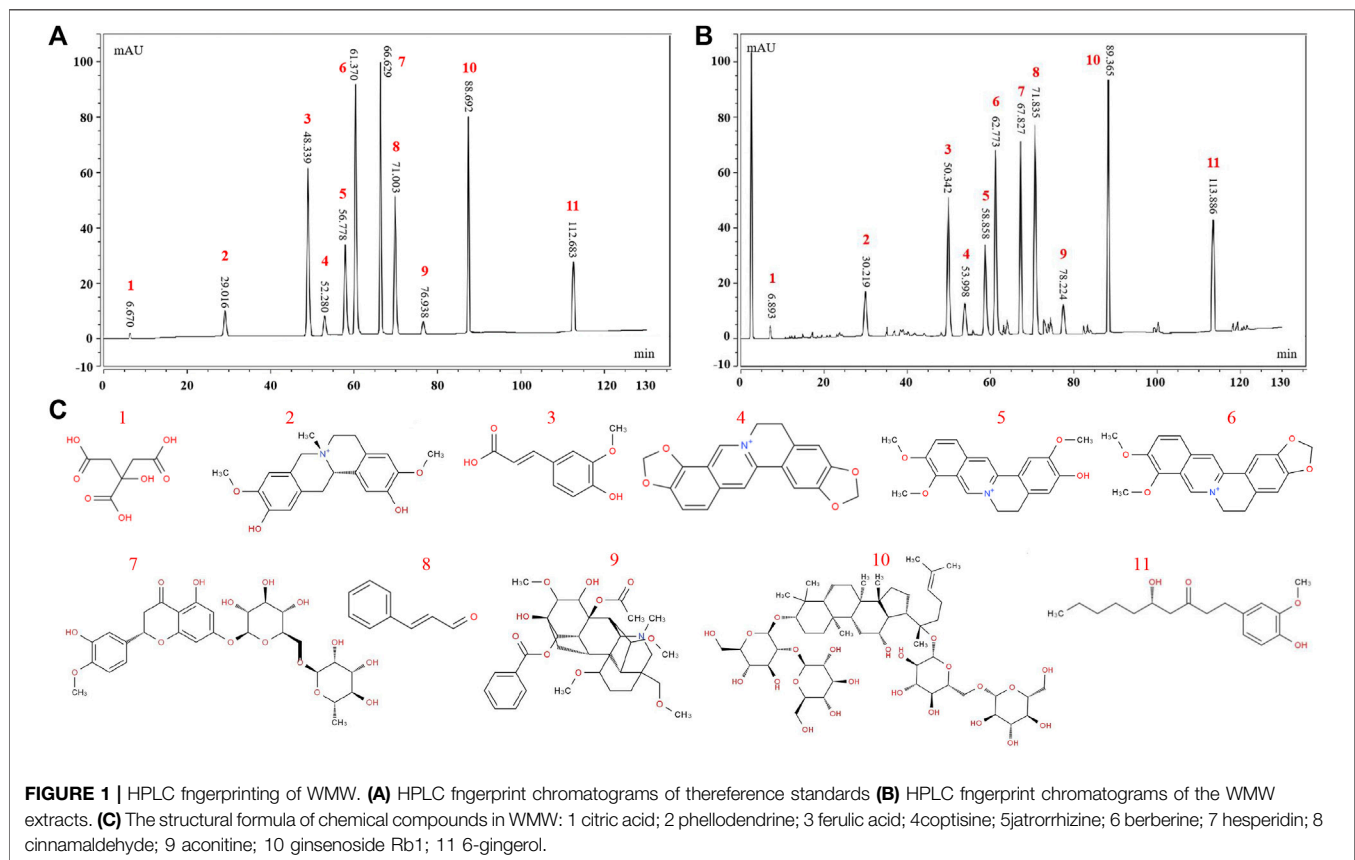 A
mAU
100
80
60
40
20
0
-10
0 20 40 60 80 100 120 130
min
1 6.670
2 29.016
3 48.339
4 52.280
5 56.778
6 61.370
7 66.629
8 71.003
9 76.938
10 88.692
11 112.683
B
mAU
100
80
60
40
20
0
-10
0 20 40 60 80 100 120 130
min
1 6.893
2 30.219
3 50.342
4 53.998
5 58.858
6 62.773
7 67.827
8 71.835
9 78.224
10 89.365
11 113.886
C
1 2 3 4 5 6
7 8 9 10 11
FIGURE 1 | HPLC fngerprinting of WMW. (A) HPLC fngerprint chromatograms of thereference standards (B) HPLC fngerprint chromatograms of the WMW
extracts. (C) The structural formula of chemical compounds in WMW: 1 citric acid; 2 phellodendrine; 3 ferulic acid; 4coptisine; 5jatrorrhizine; 6 berberine; 7 hesperidin; 8
cinnamaldehyde; 9 aconitine; 10 ginsenoside Rb1; 11 6-gingerol.